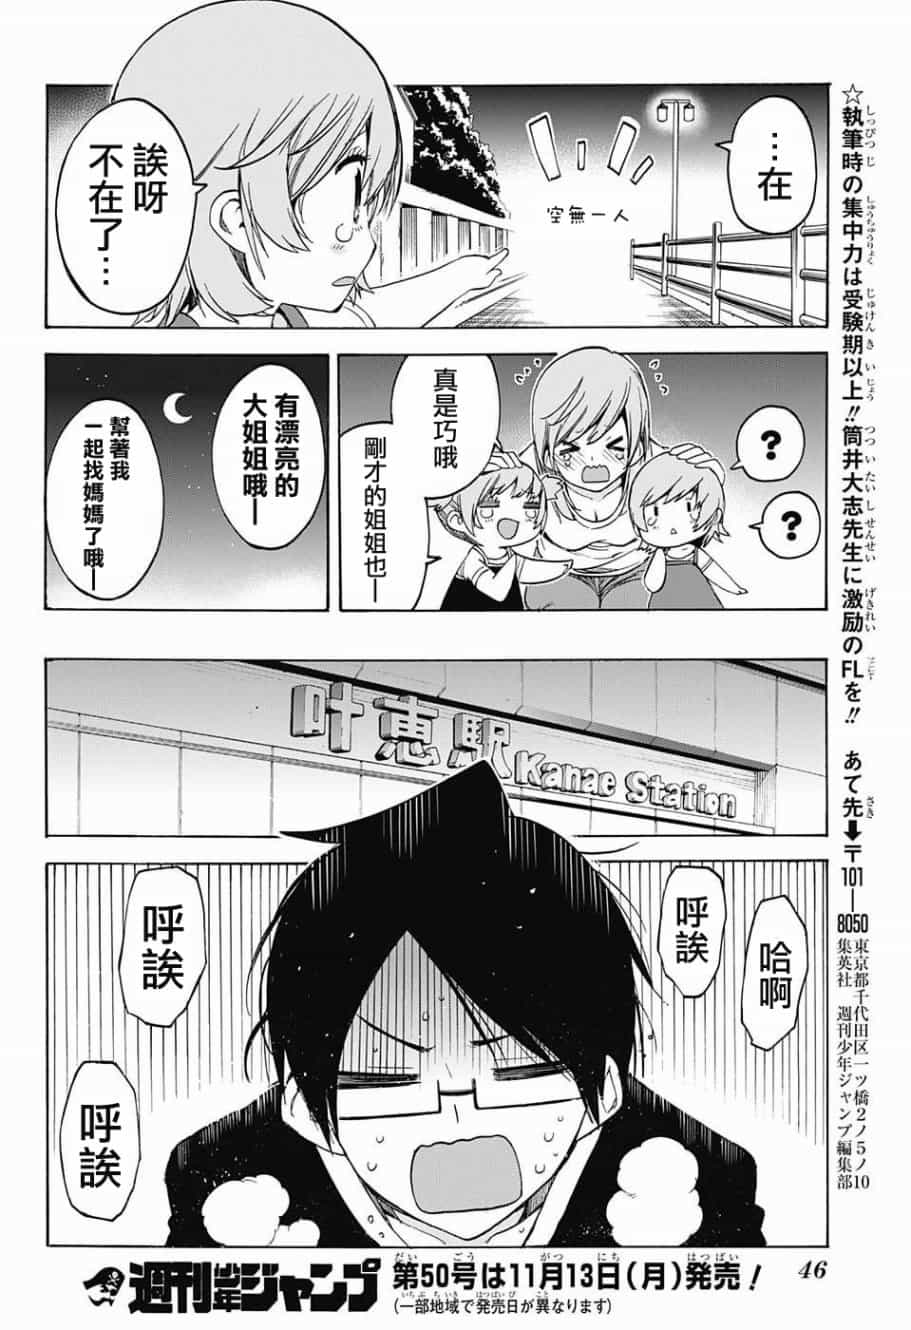 …在
空無一人
誒呀
不在了…
真是巧哦
剛才的姐姐也—
？
？
有漂亮的
大姐姐哦—
幫著我
一起找媽媽了哦—
叶恵駅
Kanae Station
哈啊
呼誒
呼誒
呼誒
☆執筆時の集中力は受験期以上!!筒井大志先生に激励のFLを!!　あて先➡〒101—8050
東京都千代田区一ツ橋2ノ5ノ10
集英社　週刊少年ジャンプ編集部
週刊少年ジャンプ
第50号は11月13日(月)発売！
(一部地域で発売日が異なります)
46